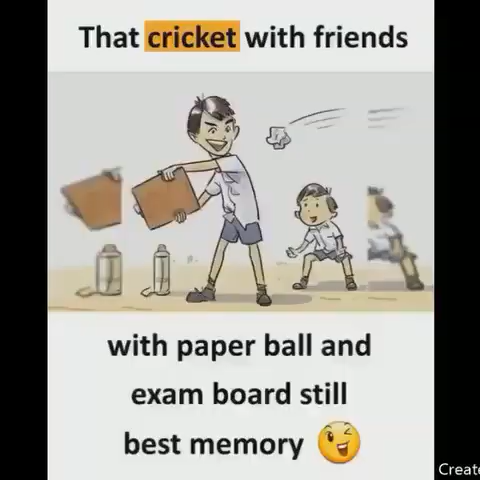 That cricket with friends
with paper ball and
exam board still
best memory
Create